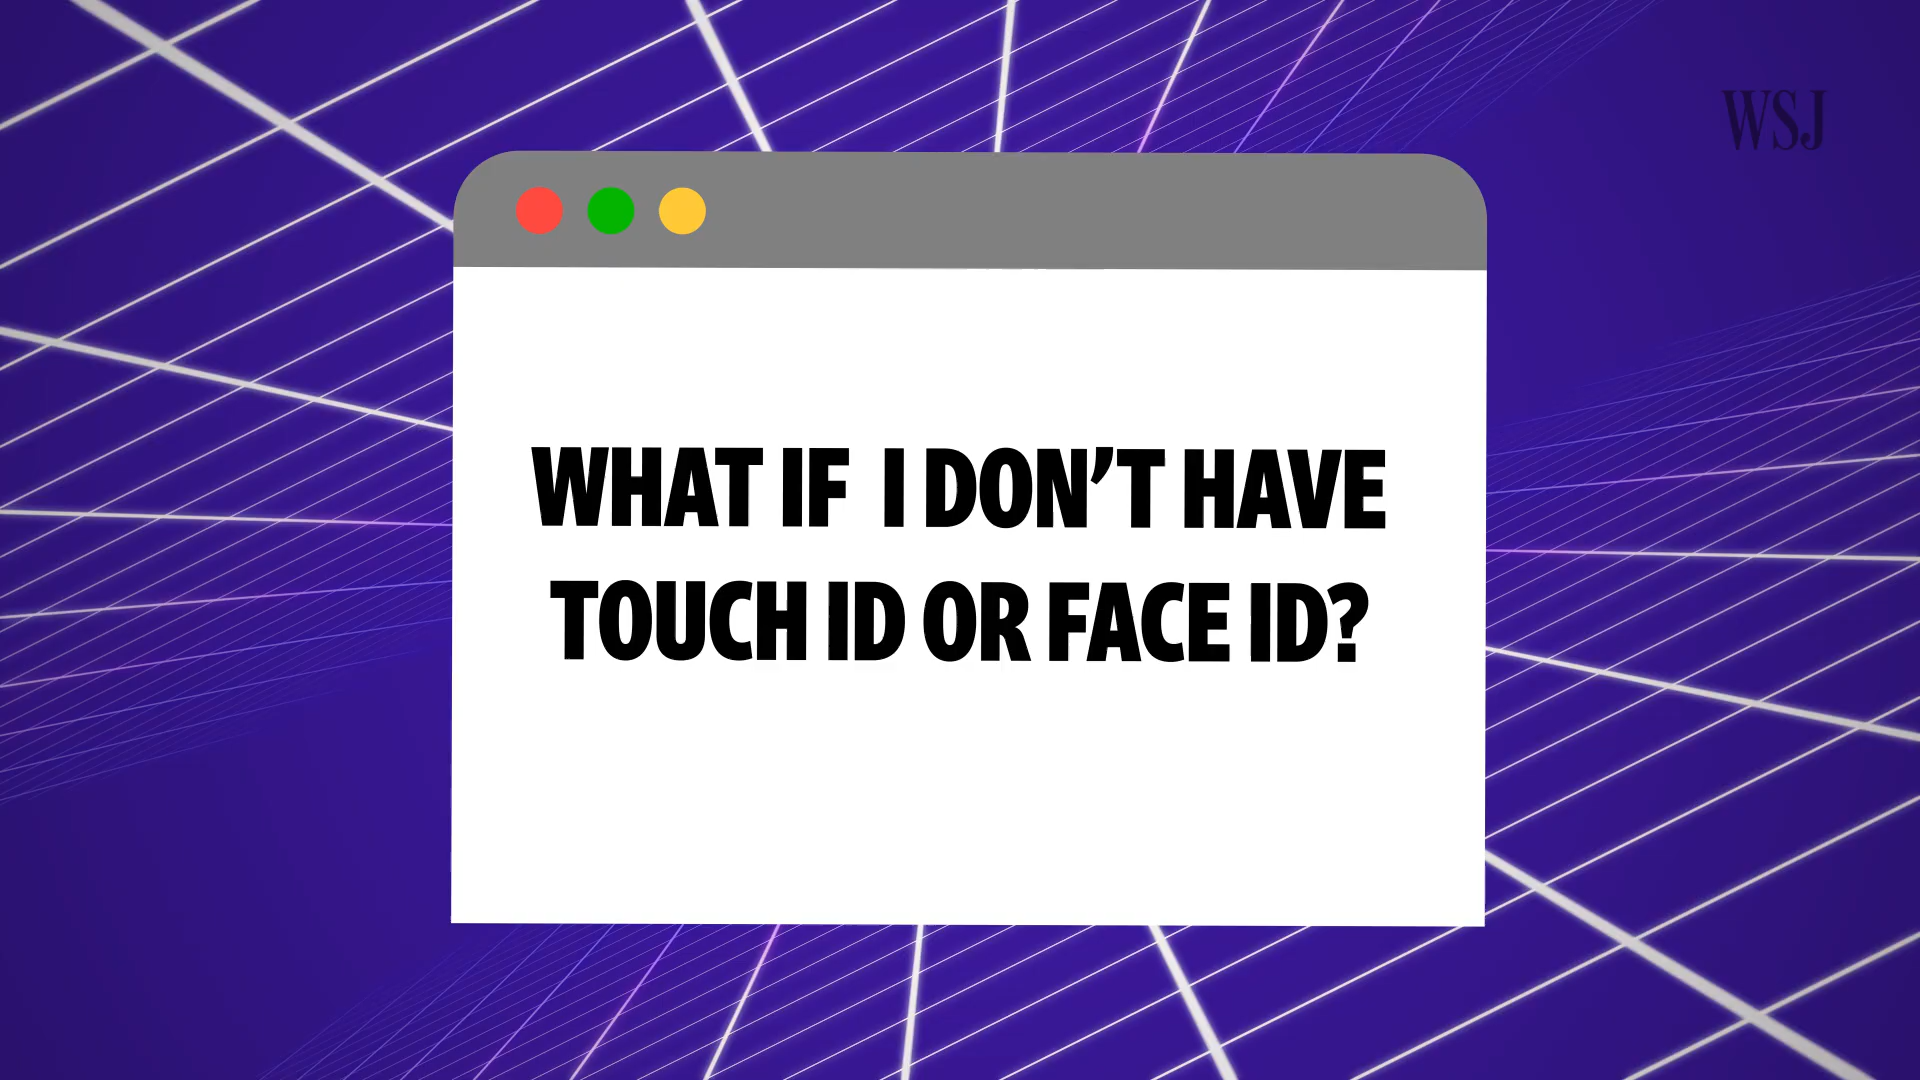 WSJ
WHAT IF I DON'T HAVE
TOUCH ID OR FACE ID?